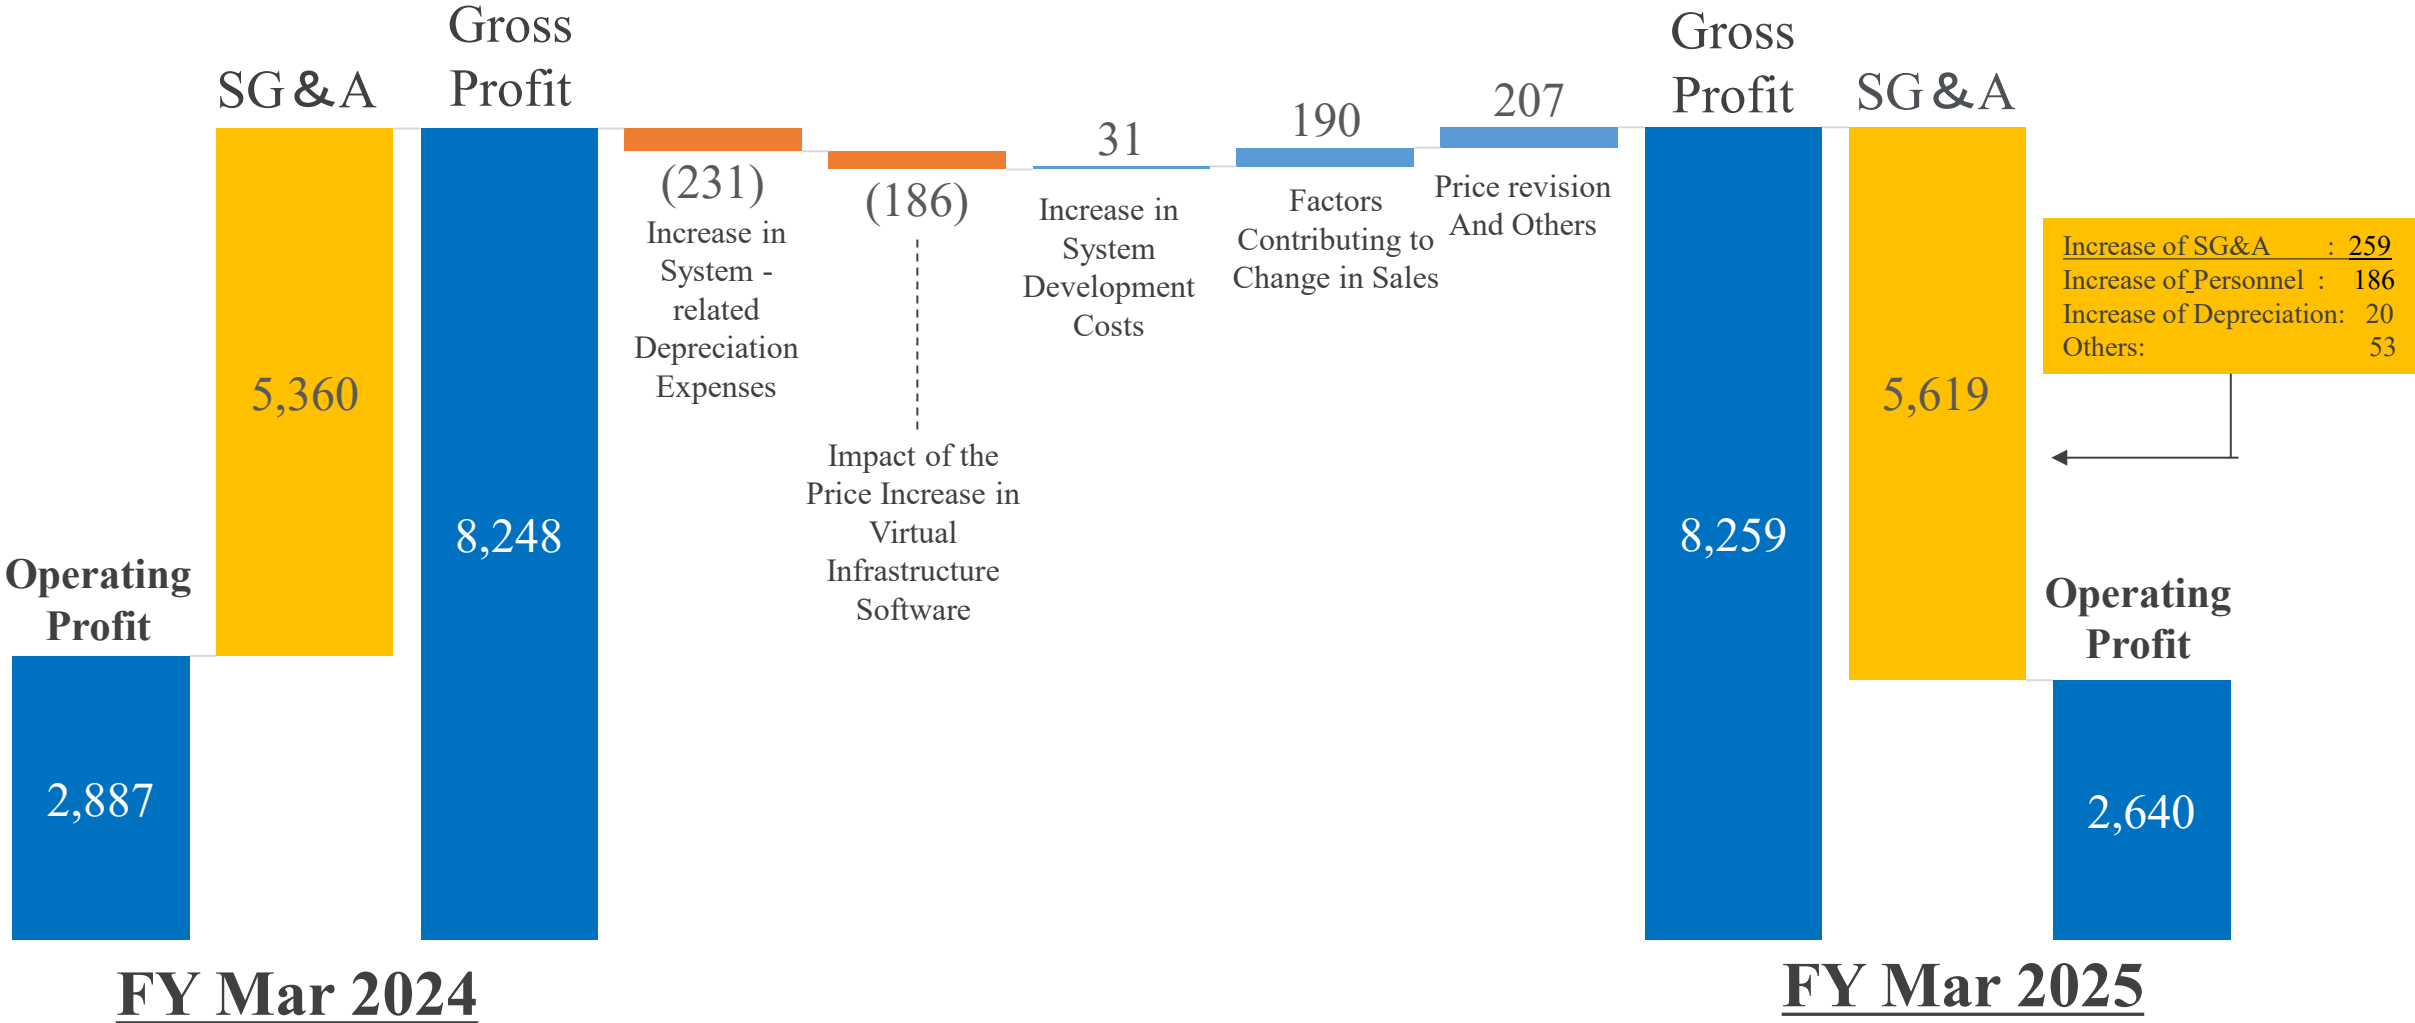 Operating
Profit
2,887
SG&A
5,360
Gross
Profit
8,248
(231)
Increase in
System -
related
Depreciation
Expenses
(186)
Impact of the
Price Increase in
Virtual
Infrastructure
Software
31
Increase in
System
Development
Costs
190
Factors
Contributing to
Change in Sales
207
Price revision
And Others
Gross
Profit
8,259
SG&A
5,619
Increase of SG&A : 259
Increase of Personnel : 186
Increase of Depreciation: 20
Others: 53
Operating
Profit
2,640
FY Mar 2024
FY Mar 2025